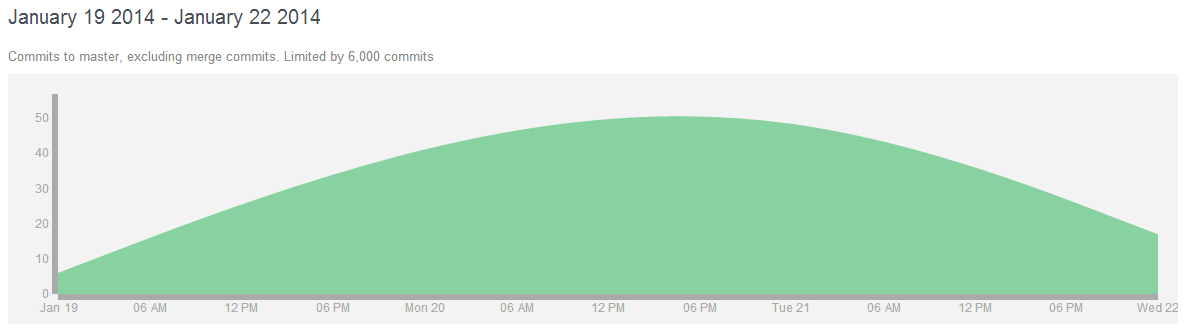 January 19 2014 - January 22 2014
Commits to master, excluding merge commits. Limited by 6,000 commits
50
40
30
20
10
0
Jan 19 06 AM 12 PM 06 PM Mon 20 06 AM 12 PM 06 PM Tue 21 06 AM 12 PM 06 PM Wed 22